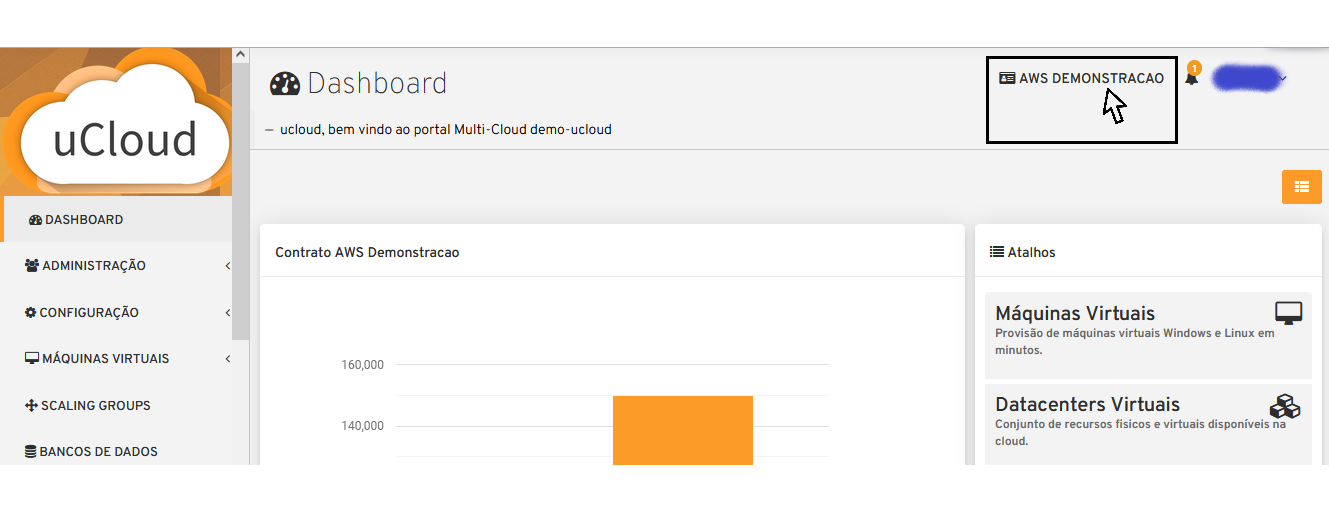 uCloud
Dashboard
AWS DEMONSTRACAO
1
– ucloud, bem vindo ao portal Multi-Cloud demo-ucloud
DASHBOARD
ADMINISTRAÇÃO
CONFIGURAÇÃO
MÁQUINAS VIRTUAIS
SCALING GROUPS
BANCOS DE DADOS
Contrato AWS Demonstracao
160,000
140,000
Atalhos
Máquinas Virtuais
Provisão de máquinas virtuais Windows e Linux em
minutos.
Datacenters Virtuais
Conjunto de recursos fisicos e virtuais disponíveis na
cloud.